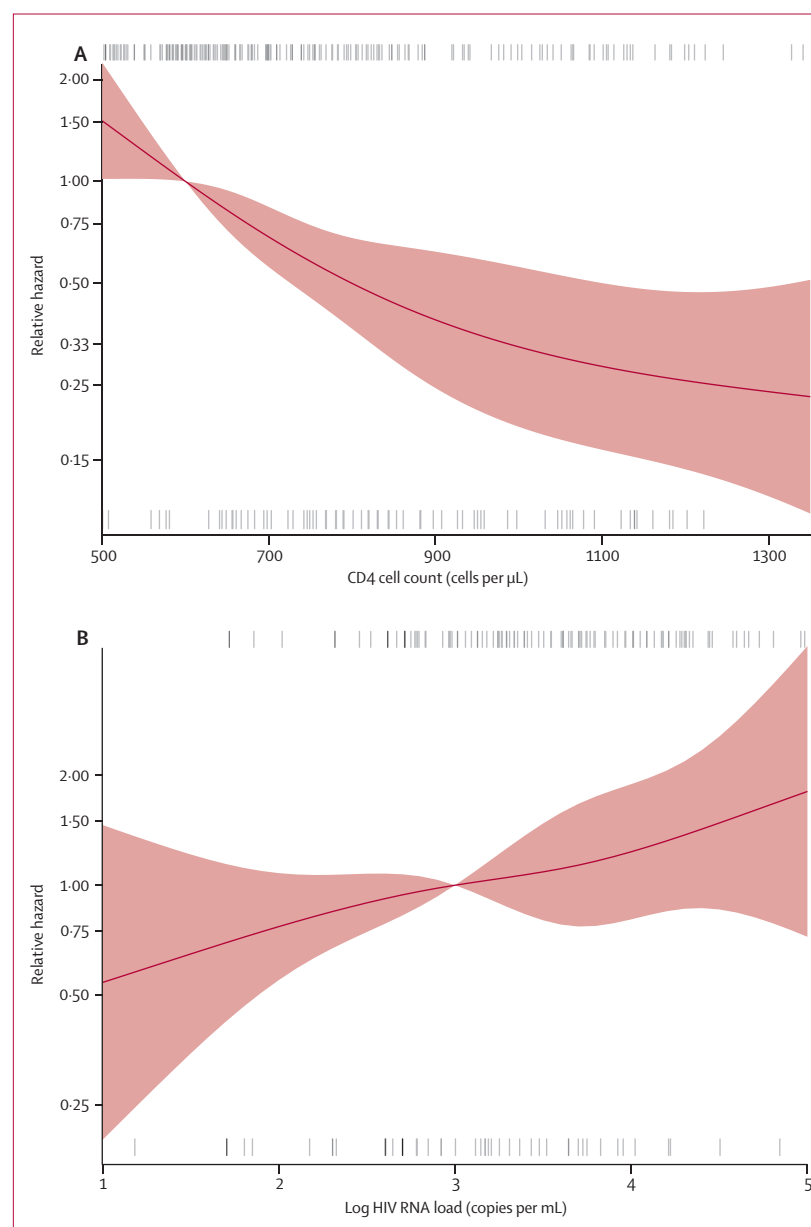 A
2·00
1·50
1·00
0·75
0·50
0·33
0·25
0·15
Relative hazard
500 700 900 1100 1300
CD4 cell count (cells per µL)
B
2·00
1·50
1·00
0·75
0·50
0·25
Relative hazard
1 2 3 4 5
Log HIV RNA load (copies per mL)